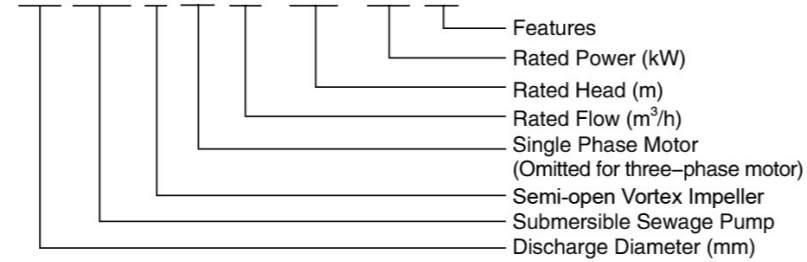 Features
Rated Power (kW)
Rated Head (m)
Rated Flow (m³/h)
Single Phase Motor
(Omitted for three–phase motor)
Semi-open Vortex Impeller
Submersible Sewage Pump
Discharge Diameter (mm)